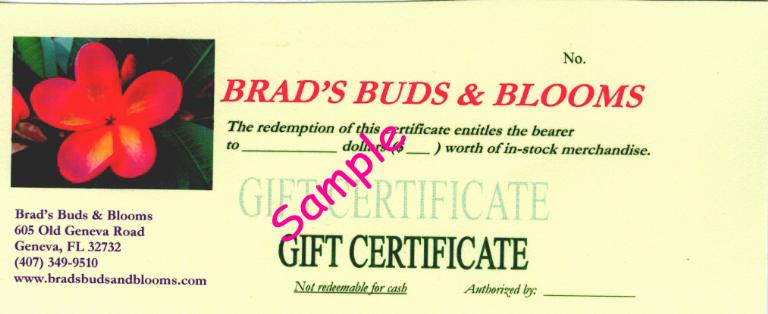 No.
BRAD'S BUDS & BLOOMS
The redemption of this certificate entitles the bearer
to ____________ dollars ($ ___ ) worth of in-stock merchandise.
Sample
GIFT CERTIFICATE
GIFT CERTIFICATE
Not redeemable for cash
Authorized by: ____________
Brad's Buds & Blooms
605 Old Geneva Road
Geneva, FL 32732
(407) 349-9510
www.bradsbudsandblooms.com